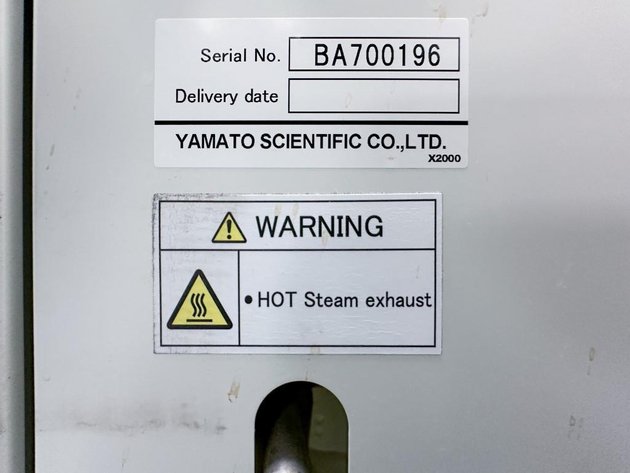 Serial No. BA700196
Delivery date
YAMATO SCIENTIFIC CO.,LTD.
X2000
WARNING
• HOT Steam exhaust